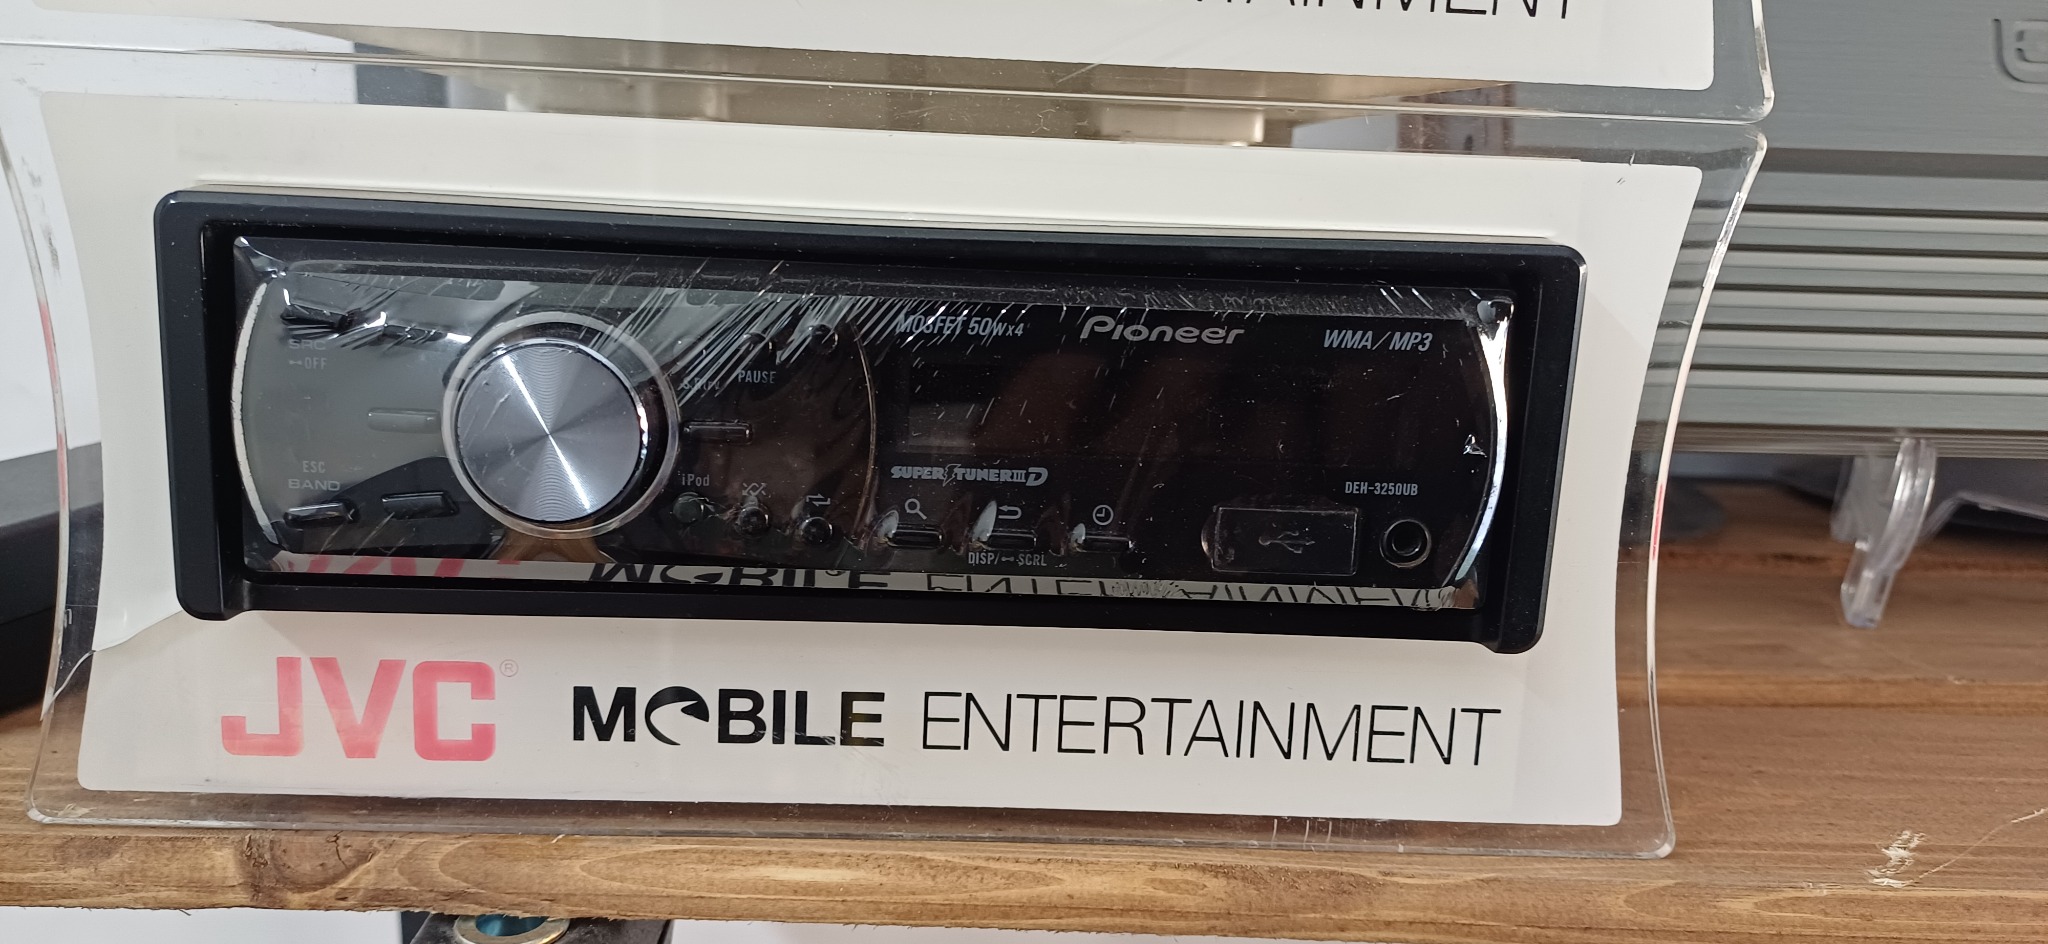 MOSFET 50Wx4
Pioneer
WMA/MP3
SRC
OFF
PAUSE
ESC
BAND
iPod
SUPER TUNER III D
DEH-3250UB
DISP/ SCRL
JVC® MOBILE ENTERTAINMENT